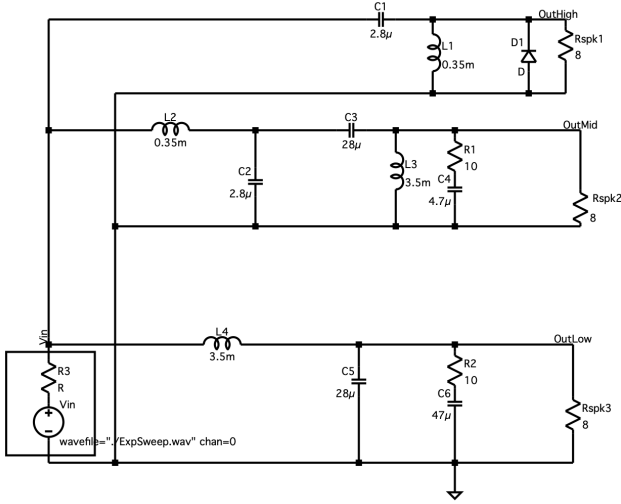 C1
2.8µ
OutHigh
L1
0.35m
D1
D
Rspk1
8
L2
0.35m
C3
28µ
OutMid
C2
2.8µ
L3
3.5m
R1
10
C4
4.7µ
Rspk2
8
Vin
L4
3.5m
OutLow
R3
R
C5
28µ
R2
10
C6
47µ
Rspk3
8
Vin
wavefile="./ExpSweep.wav" chan=0